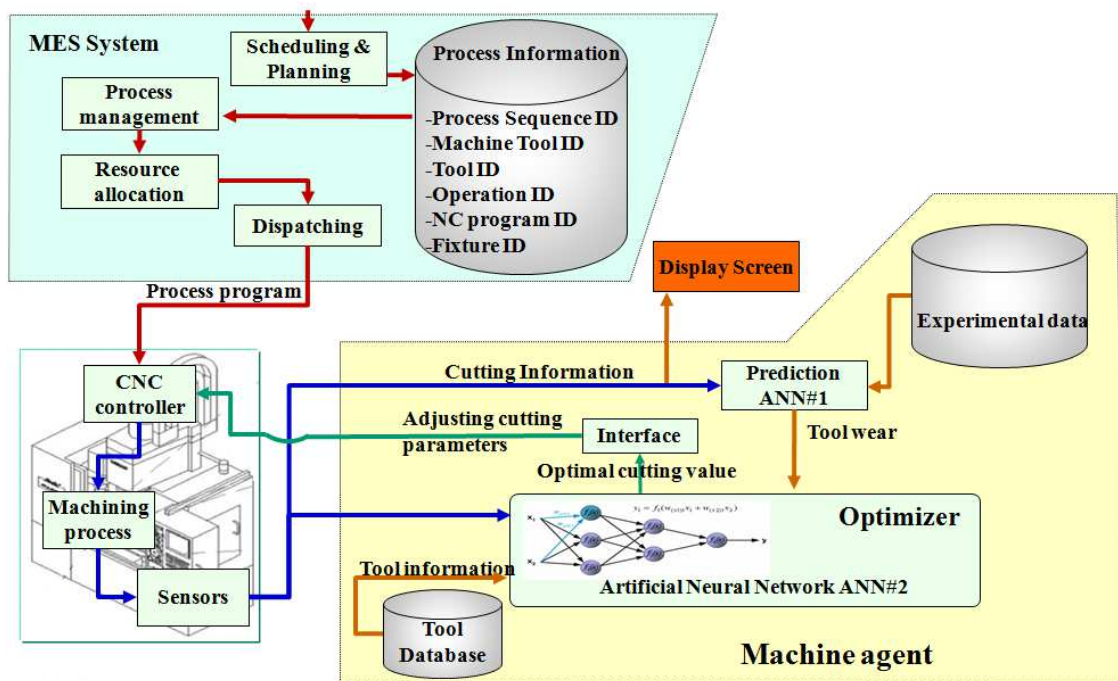 MES System
Scheduling &
Planning
Process Information
Process
management
-Process Sequence ID
-Machine Tool ID
-Tool ID
-Operation ID
-NC program ID
-Fixture ID
Resource
allocation
Dispatching
Process program
Display Screen
Experimental data
CNC
controller
Cutting Information
Prediction
ANN#1
Adjusting cutting
parameters
Interface
Tool wear
Optimal cutting value
Machining
process
Optimizer
Tool information
Artificial Neural Network ANN#2
Sensors
Tool
Database
Machine agent